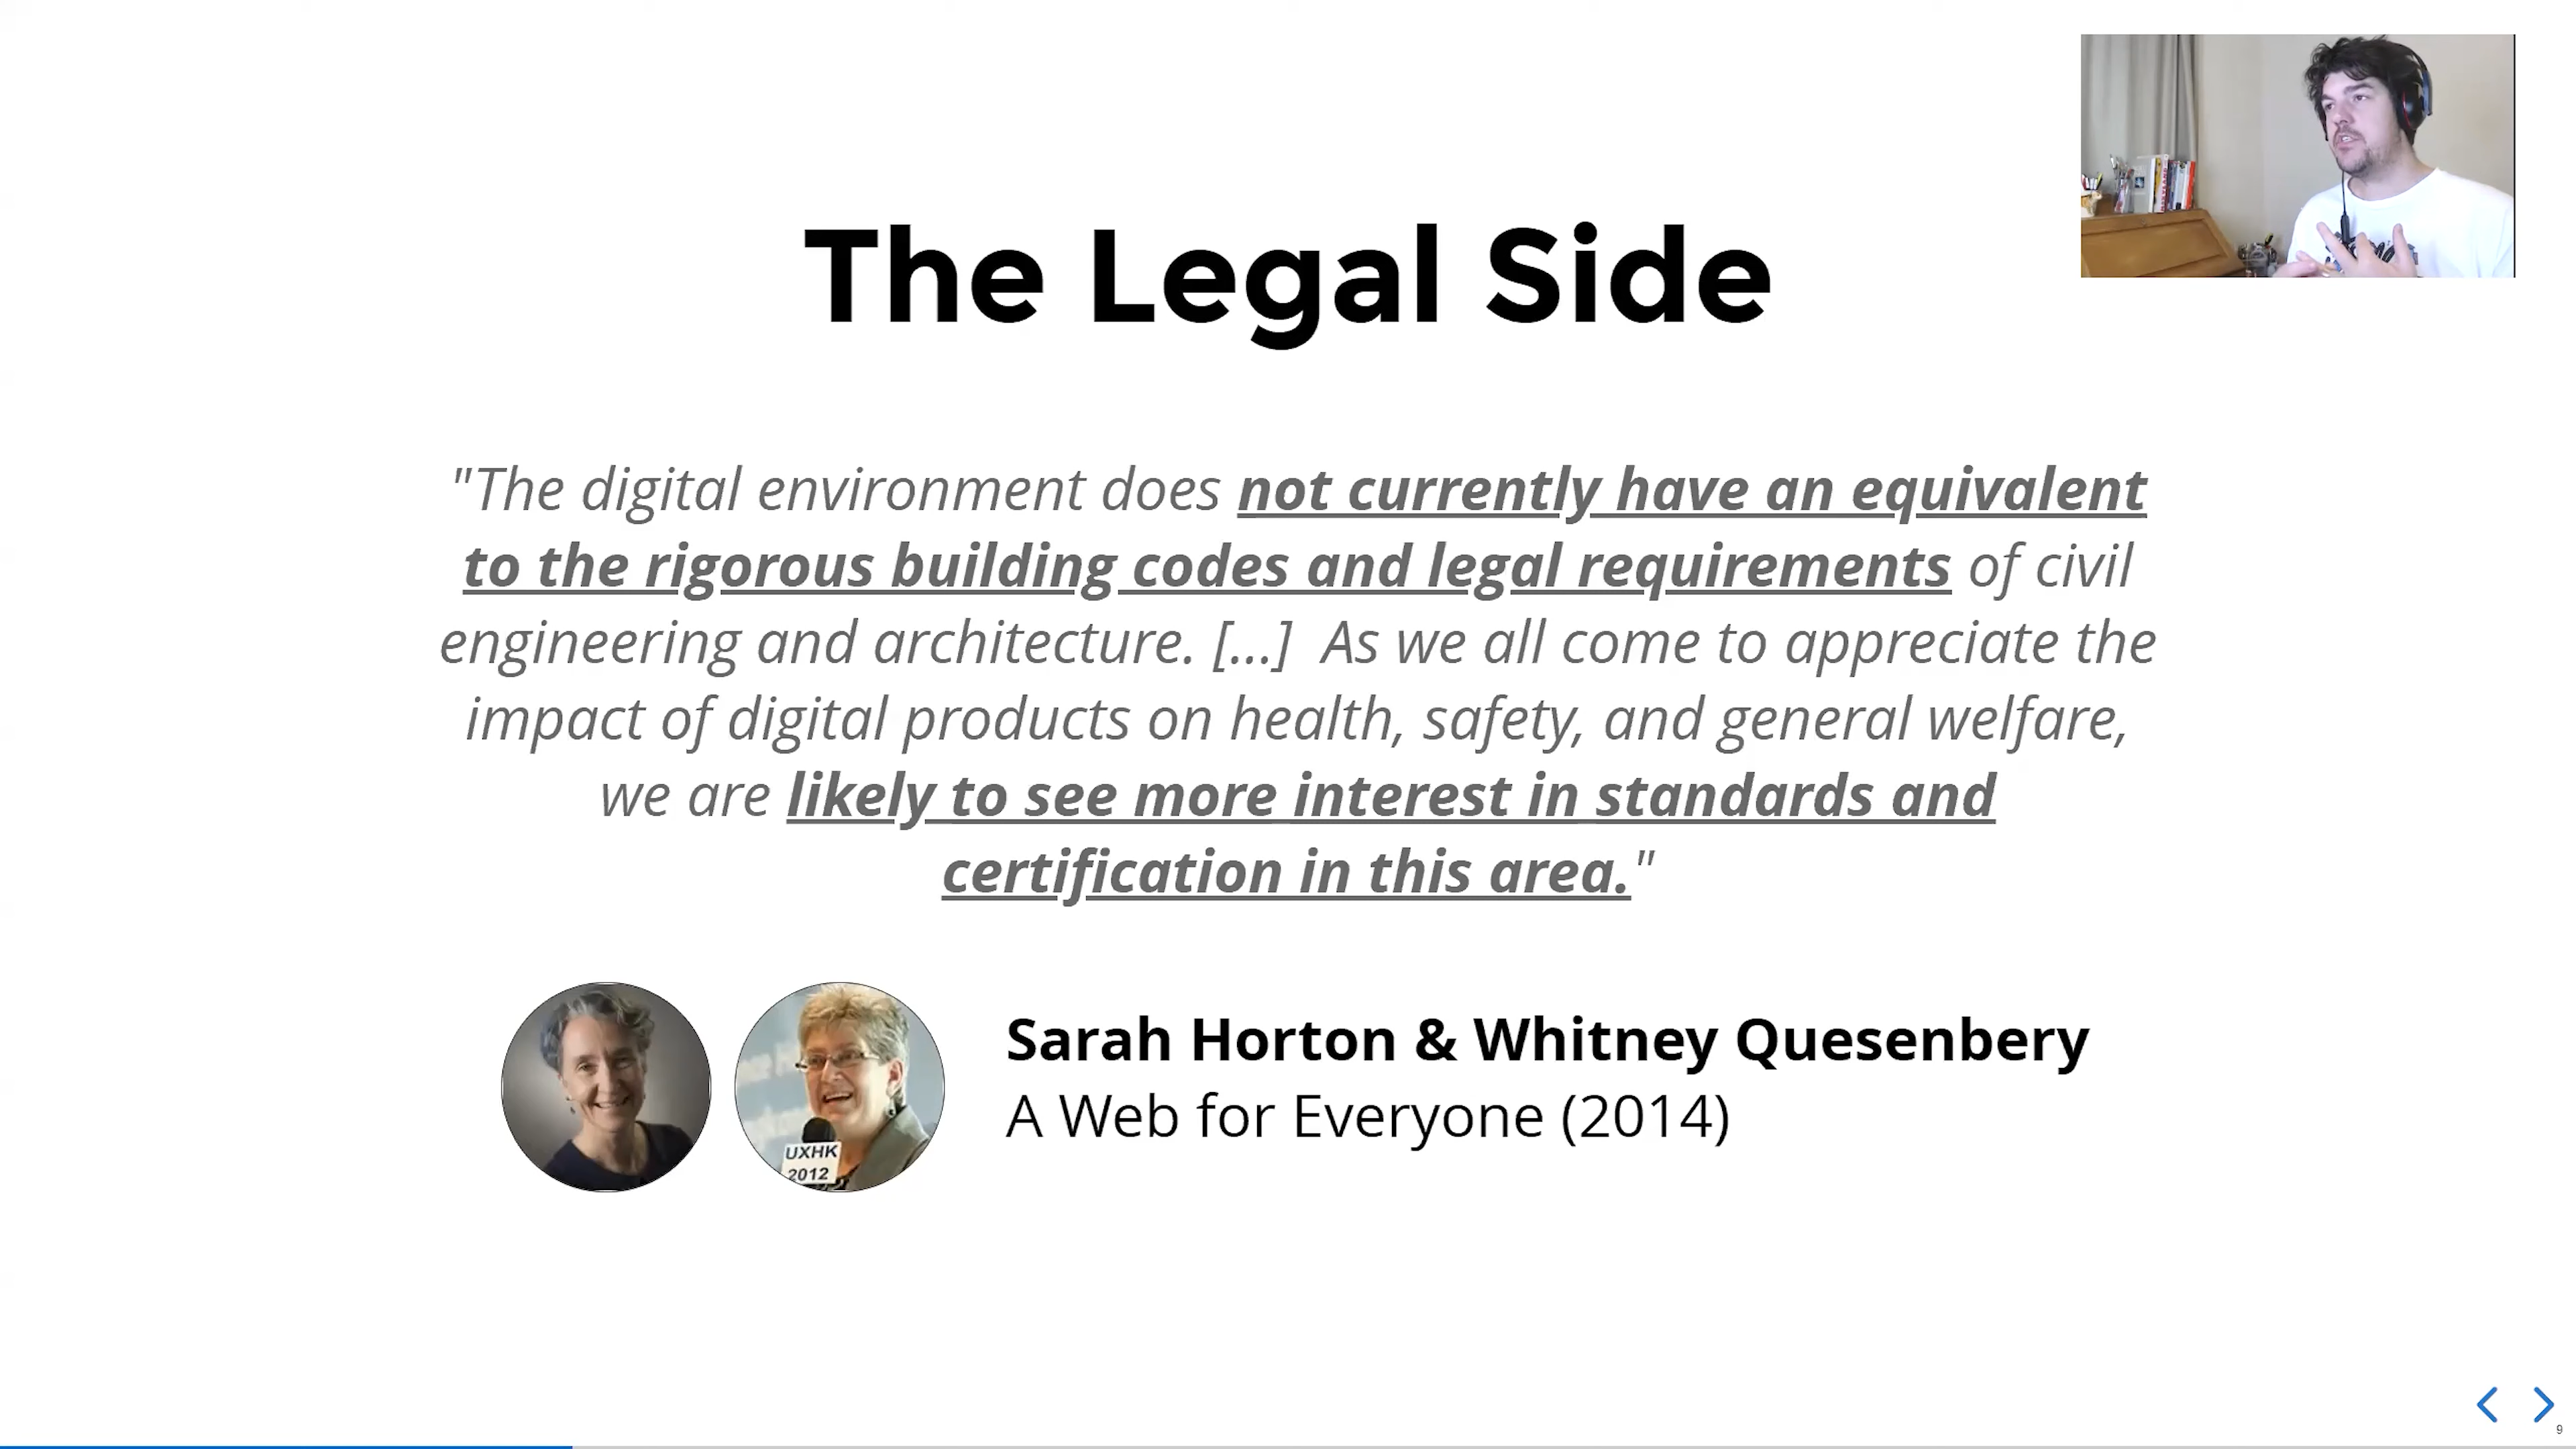 The Legal Side
"The digital environment does not currently have an equivalent
to the rigorous building codes and legal requirements of civil
engineering and architecture. [...]  As we all come to appreciate the
impact of digital products on health, safety, and general welfare,
we are likely to see more interest in standards and
certification in this area."
UXHK
2012
Sarah Horton & Whitney Quesenbery
A Web for Everyone (2014)
9